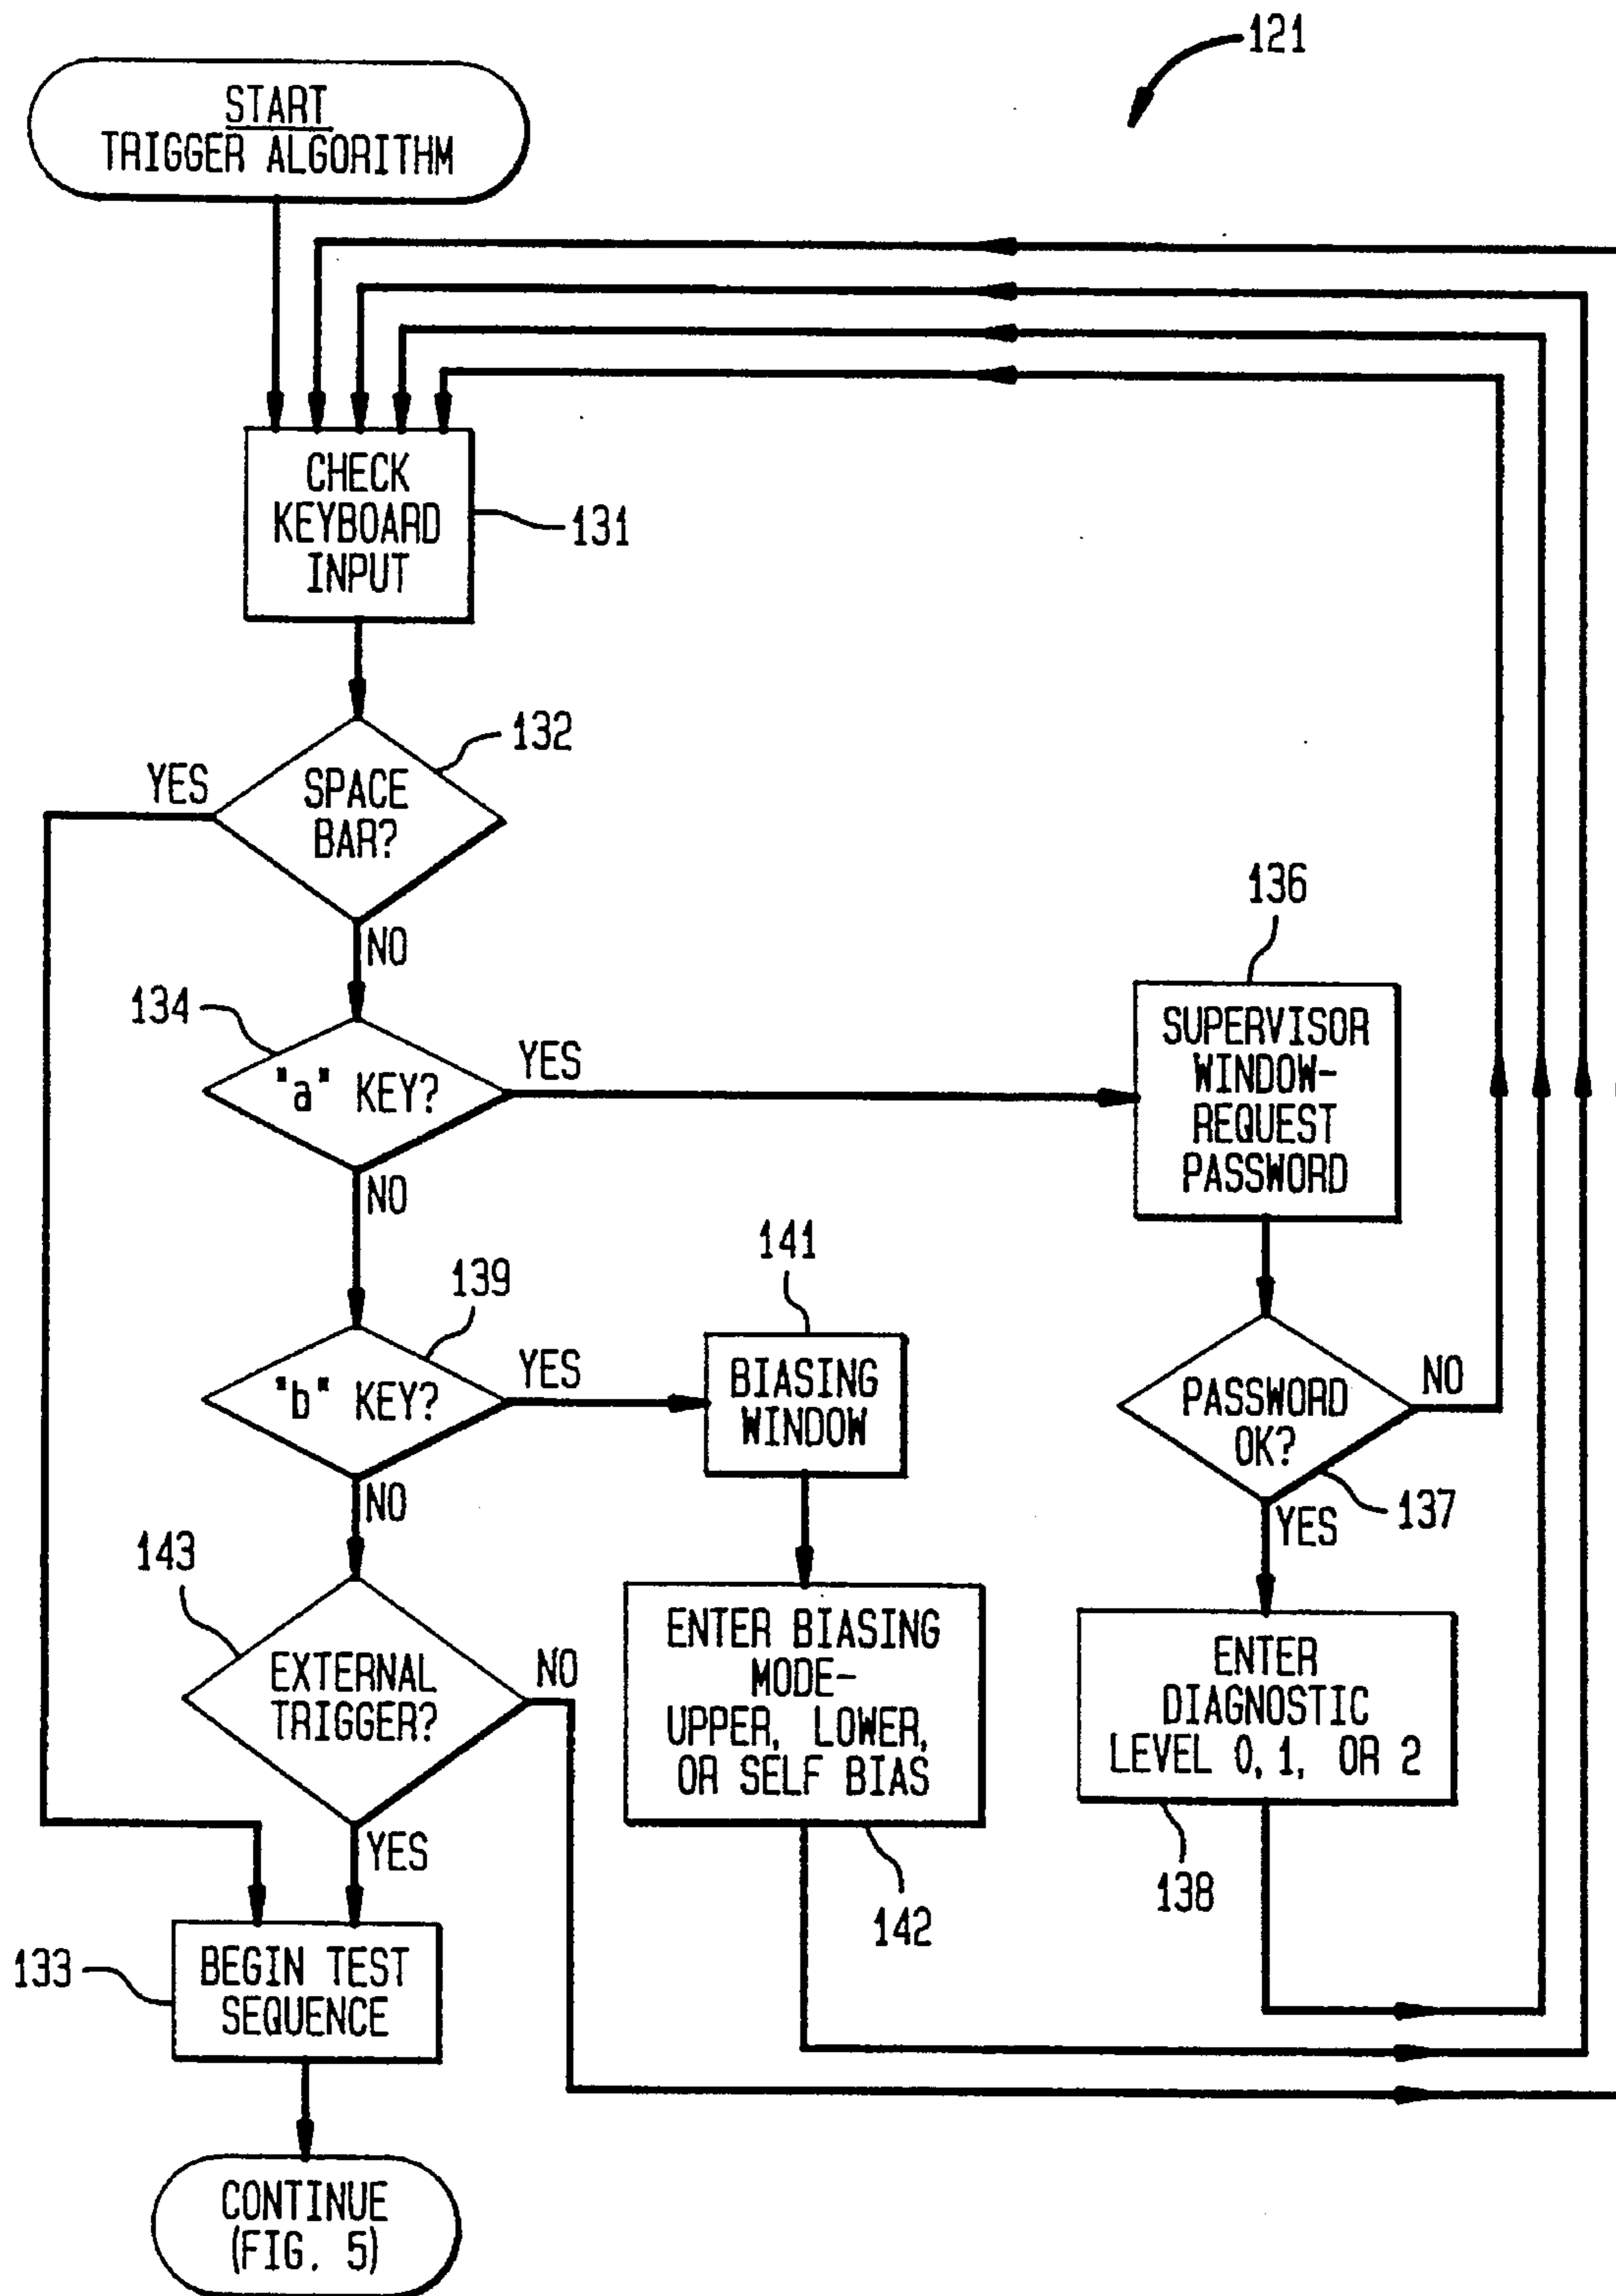 121
START
TRIGGER ALGORITHM
CHECK
KEYBOARD
INPUT
131
132
YES
SPACE
BAR?
NO
136
134
"a" KEY?
YES
SUPERVISOR
WINDOW-
REQUEST
PASSWORD
NO
141
139
"b" KEY?
YES
BIASING
WINDOW
PASSWORD
OK?
NO
137
YES
NO
143
EXTERNAL
TRIGGER?
NO
ENTER BIASING
MODE-
UPPER, LOWER,
OR SELF BIAS
ENTER
DIAGNOSTIC
LEVEL 0, 1, OR 2
YES
138
142
133
BEGIN TEST
SEQUENCE
CONTINUE
(FIG. 5)